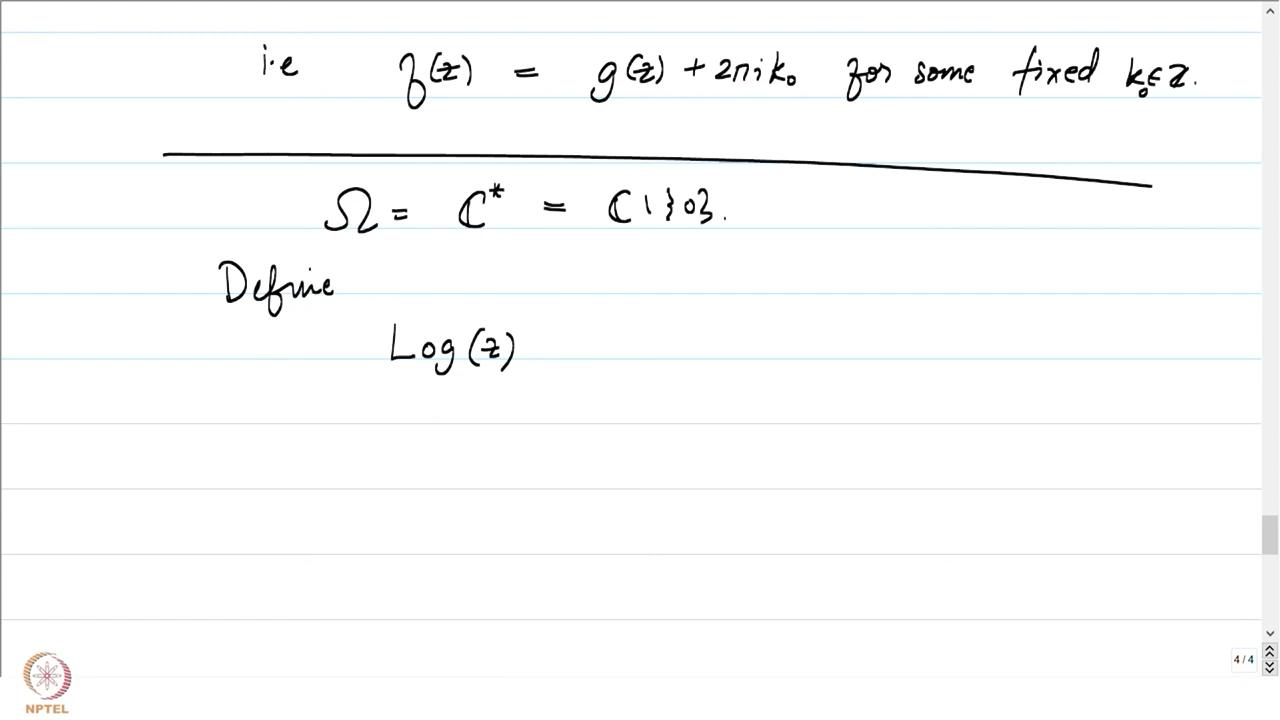 i.e f(z) = g(z) + 2πik₀ for some fixed k₀∈ℤ.
Ω = ℂ* = ℂ\{0}.
Define
Log(z)
4 / 4
NPTEL